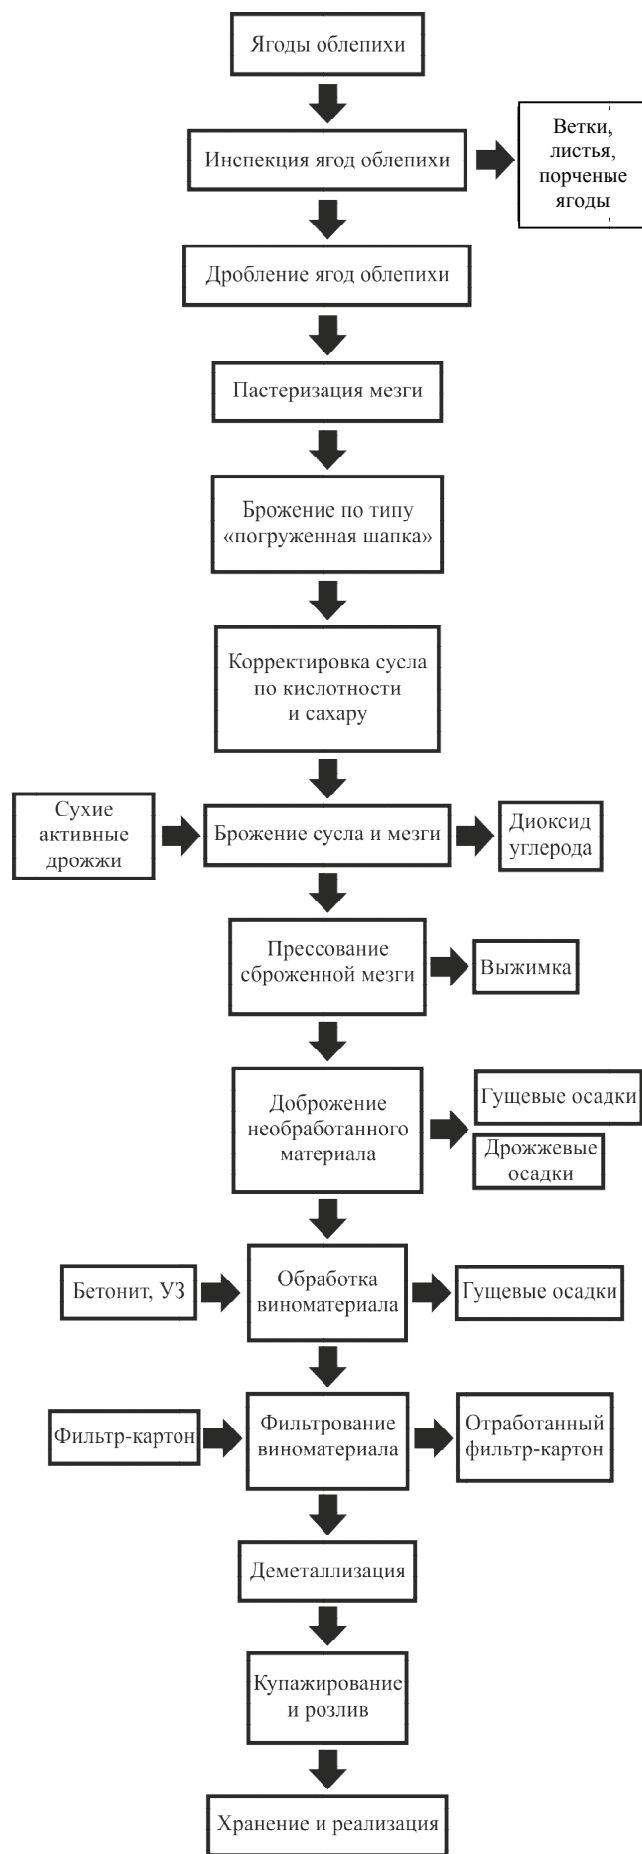 Ягоды облепихи
Инспекция ягод облепихи
Ветки,
листья,
порченые
ягоды
Дробление ягод облепихи
Пастеризация мезги
Брожение по типу
«погруженная шапка»
Корректировка сусла
по кислотности
и сахару
Сухие
активные
дрожжи
Брожение сусла и мезги
Диоксид
углерода
Прессование
сброженной мезги
Выжимка
Доброжение
необработанного
материала
Гущевые осадки
Дрожжевые
осадки
Бетонит, УЗ
Обработка
виноматериала
Гущевые осадки
Фильтр-картон
Фильтрование
виноматериала
Отработанный
фильтр-картон
Деметаллизация
Купажирование
и розлив
Хранение и реализация